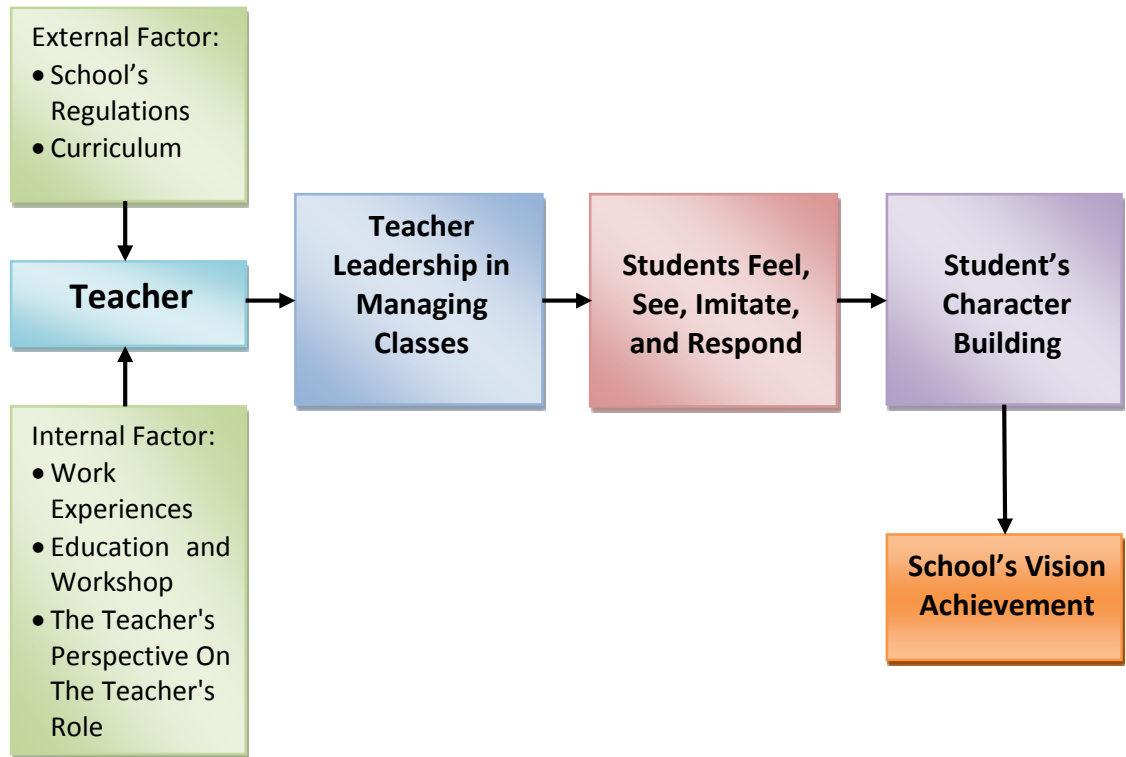 External Factor:
• School’s
Regulations
• Curriculum
Teacher
Internal Factor:
• Work
Experiences
• Education and
Workshop
• The Teacher's
Perspective On
The Teacher's
Role
Teacher
Leadership in
Managing
Classes
Students Feel,
See, Imitate,
and Respond
Student’s
Character
Building
School’s Vision
Achievement